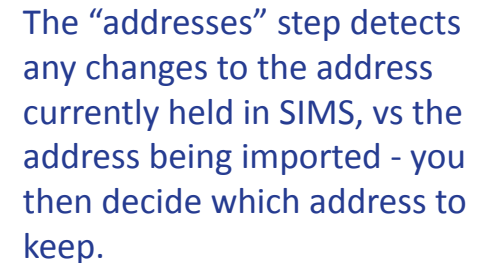 The “addresses” step detects
any changes to the address
currently held in SIMS, vs the
address being imported - you
then decide which address to
keep.